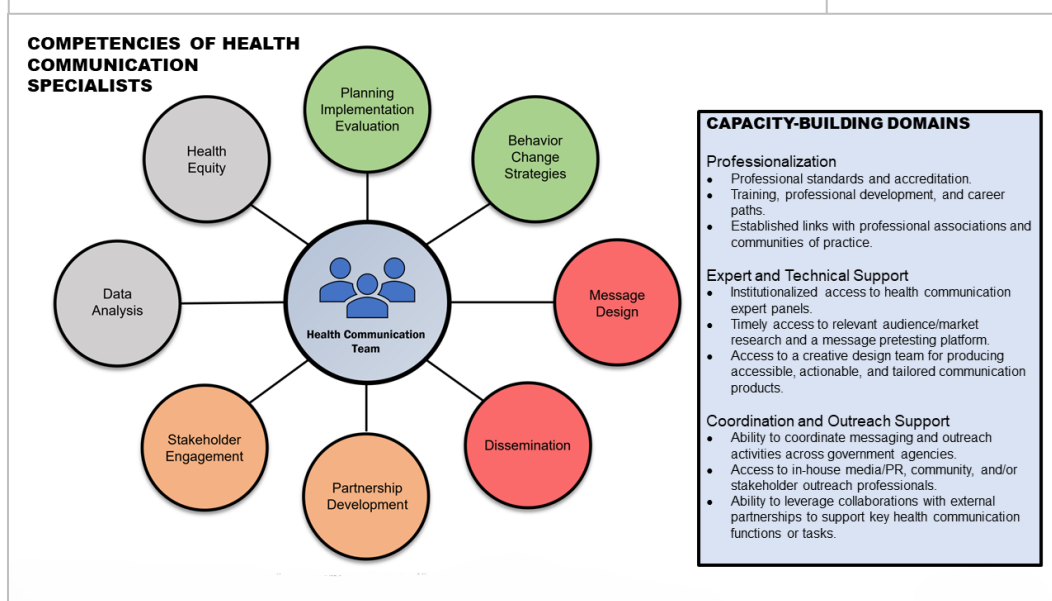 COMPETENCIES OF HEALTH
COMMUNICATION
SPECIALISTS
Planning
Implementation
Evaluation
Behavior
Change
Strategies
Message
Design
Dissemination
Partnership
Development
Stakeholder
Engagement
Data
Analysis
Health
Equity
Health Communication
Team
CAPACITY-BUILDING DOMAINS
Professionalization
• Professional standards and accreditation.
• Training, professional development, and career
paths.
• Established links with professional associations and
communities of practice.
Expert and Technical Support
• Institutionalized access to health communication
expert panels.
• Timely access to relevant audience/market
research and a message pretesting platform.
• Access to a creative design team for producing
accessible, actionable, and tailored communication
products.
Coordination and Outreach Support
• Ability to coordinate messaging and outreach
activities across government agencies.
• Access to in-house media/PR, community, and/or
stakeholder outreach professionals.
• Ability to leverage collaborations with external
partnerships to support key health communication
functions or tasks.